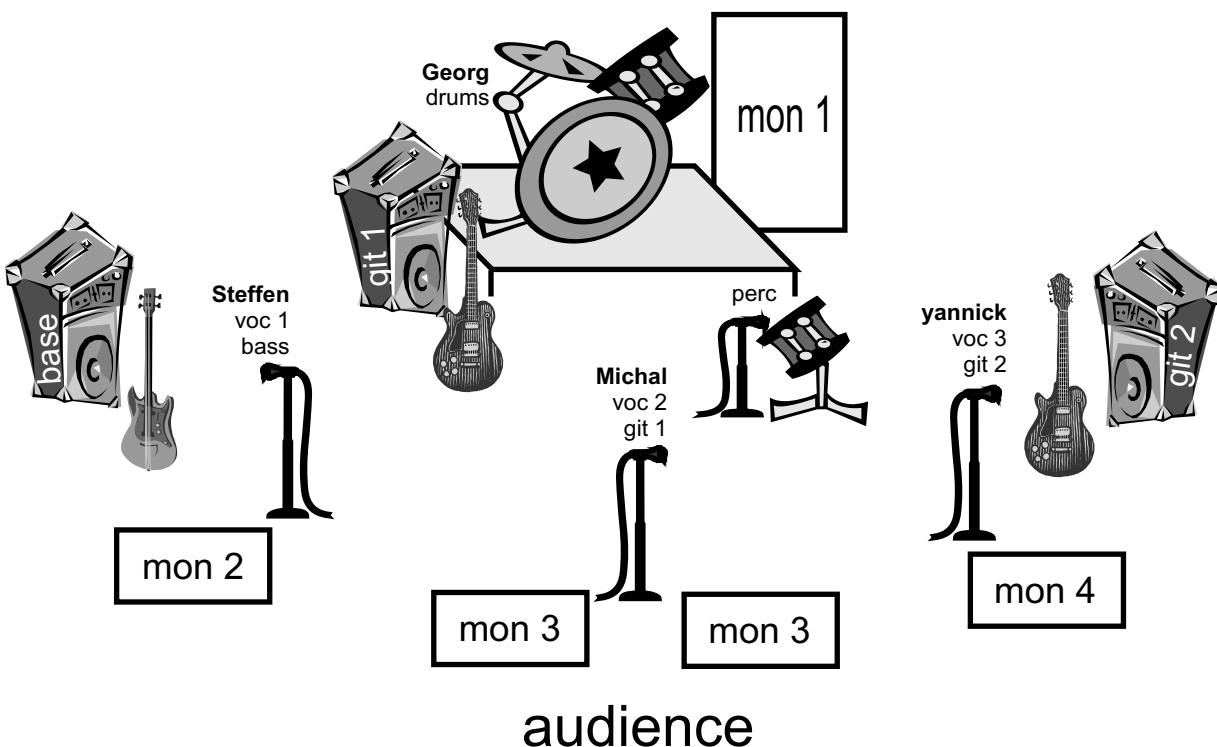 Georg
drums
mon 1
git 1
base
Steffen
voc 1
bass
perc
Michal
voc 2
git 1
yannick
voc 3
git 2
git 2
mon 2
mon 3
mon 3
mon 4
audience